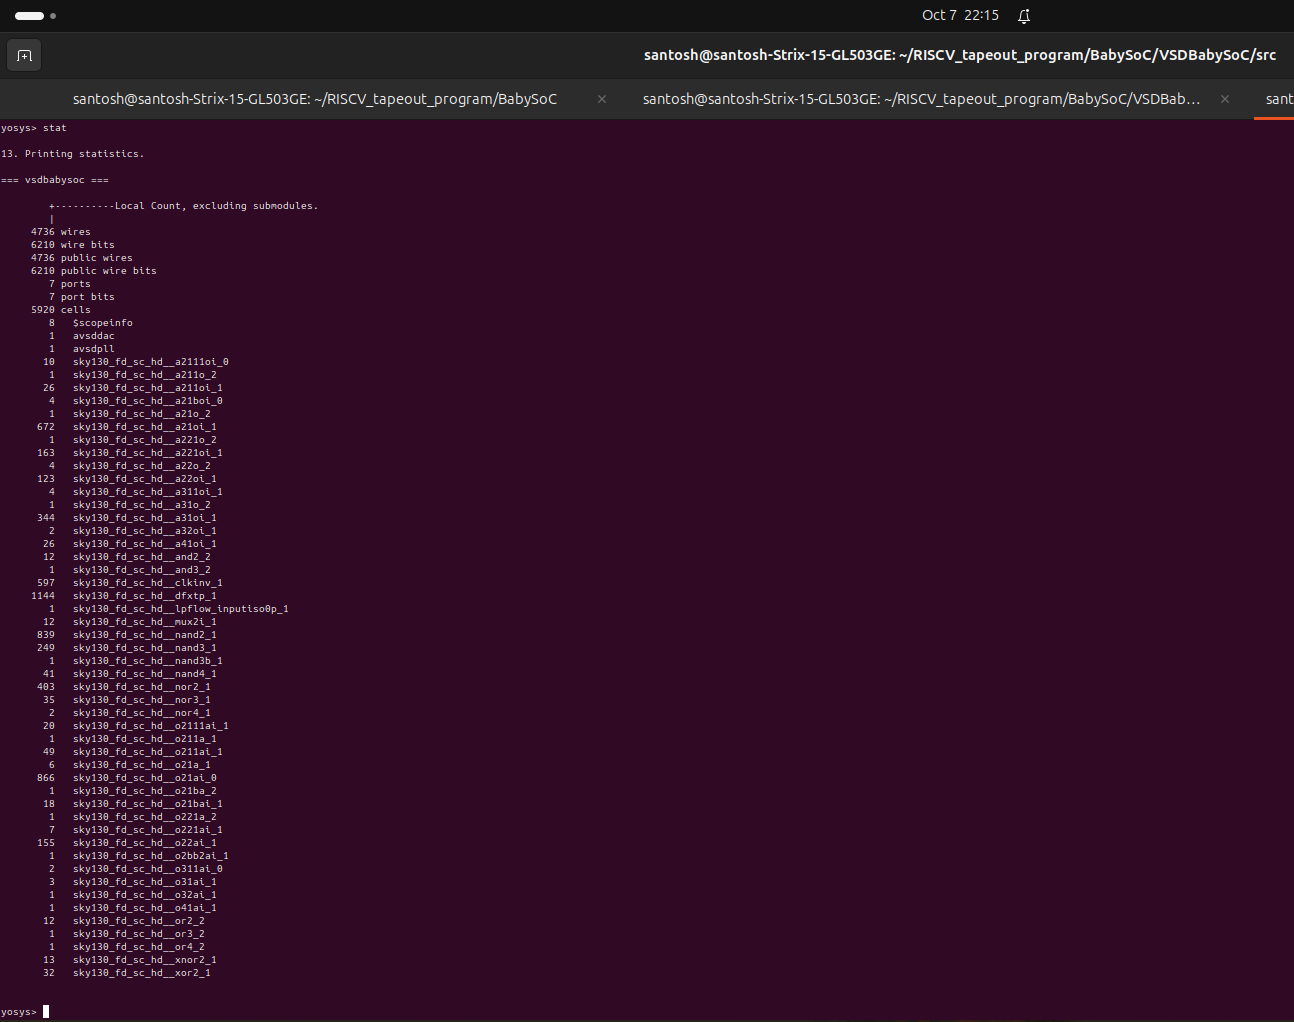 Oct 7 22:15
santosh@santosh-Strix-15-GL503GE: ~/RISCV_tapeout_program/BabySoC/VSDBabySoC/src
santosh@santosh-Strix-15-GL503GE: ~/RISCV_tapeout_program/BabySoC × santosh@santosh-Strix-15-GL503GE: ~/RISCV_tapeout_program/BabySoC/VSDBab... × sant
yosys> stat
13. Printing statistics.
=== vsdbabysoc ===
+----------Local Count, excluding submodules.
|
4736 wires
6210 wire bits
4736 public wires
6210 public wire bits
7 ports
7 port bits
5920 cells
8 $scopeinfo
1 avsddac
1 avsdpll
10 sky130_fd_sc_hd__a2111oi_0
1 sky130_fd_sc_hd__a211o_2
26 sky130_fd_sc_hd__a211oi_1
4 sky130_fd_sc_hd__a21boi_0
1 sky130_fd_sc_hd__a21o_2
672 sky130_fd_sc_hd__a21oi_1
1 sky130_fd_sc_hd__a221o_2
163 sky130_fd_sc_hd__a221oi_1
4 sky130_fd_sc_hd__a22o_2
123 sky130_fd_sc_hd__a22oi_1
4 sky130_fd_sc_hd__a311oi_1
1 sky130_fd_sc_hd__a31o_2
344 sky130_fd_sc_hd__a31oi_1
2 sky130_fd_sc_hd__a32oi_1
26 sky130_fd_sc_hd__a41oi_1
12 sky130_fd_sc_hd__and2_2
1 sky130_fd_sc_hd__and3_2
597 sky130_fd_sc_hd__clkinv_1
1144 sky130_fd_sc_hd__dfxtp_1
1 sky130_fd_sc_hd__lpflow_inputiso0p_1
12 sky130_fd_sc_hd__mux2i_1
839 sky130_fd_sc_hd__nand2_1
249 sky130_fd_sc_hd__nand3_1
1 sky130_fd_sc_hd__nand3b_1
41 sky130_fd_sc_hd__nand4_1
403 sky130_fd_sc_hd__nor2_1
35 sky130_fd_sc_hd__nor3_1
2 sky130_fd_sc_hd__nor4_1
20 sky130_fd_sc_hd__o2111ai_1
1 sky130_fd_sc_hd__o211a_1
49 sky130_fd_sc_hd__o211ai_1
6 sky130_fd_sc_hd__o21a_1
866 sky130_fd_sc_hd__o21ai_0
1 sky130_fd_sc_hd__o21ba_2
18 sky130_fd_sc_hd__o21bai_1
1 sky130_fd_sc_hd__o221a_2
7 sky130_fd_sc_hd__o221ai_1
155 sky130_fd_sc_hd__o22ai_1
1 sky130_fd_sc_hd__o2bb2ai_1
2 sky130_fd_sc_hd__o311ai_0
3 sky130_fd_sc_hd__o31ai_1
1 sky130_fd_sc_hd__o32ai_1
1 sky130_fd_sc_hd__o41ai_1
12 sky130_fd_sc_hd__or2_2
1 sky130_fd_sc_hd__or3_2
1 sky130_fd_sc_hd__or4_2
13 sky130_fd_sc_hd__xnor2_1
32 sky130_fd_sc_hd__xor2_1
yosys>